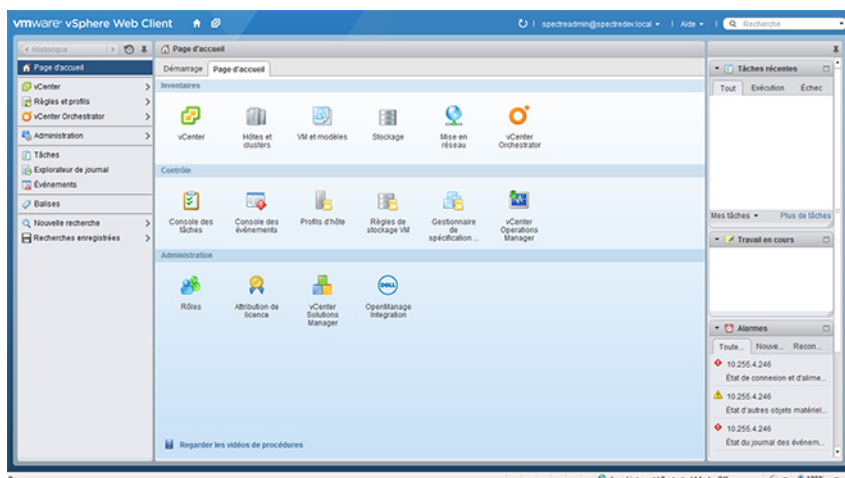 vmware® vSphere Web Client
spectreadmin@spectredev.local
Aide
Recherche
Historique
Page d'accueil
vCenter
Règles et profils
vCenter Orchestrator
Administration
Tâches
Explorateur de journal
Événements
Balises
Nouvelle recherche
Recherches enregistrées
Page d'accueil
Démarrage
Page d'accueil
Inventaires
vCenter
Hôtes et
clusters
VM et modèles
Stockage
Mise en
réseau
vCenter
Orchestrator
Contrôle
Console des
tâches
Console des
événements
Profils d'hôte
Règles de
stockage VM
Gestionnaire
de
spécification ...
vCenter
Operations
Manager
Administration
Rôles
Attribution de
licence
vCenter
Solutions
Manager
DELL
OpenManage
Integration
Regarder les vidéos de procédures
Tâches récentes
Tout
Exécution
Échec
Mes tâches
Plus de tâches
Travail en cours
Alarmes
Toute...
Nouve...
Recon...
10.255.4.246
État de connexion et d'alime...
10.255.4.246
État d'autres objets matériel...
10.255.4.246
État du journal des événem...